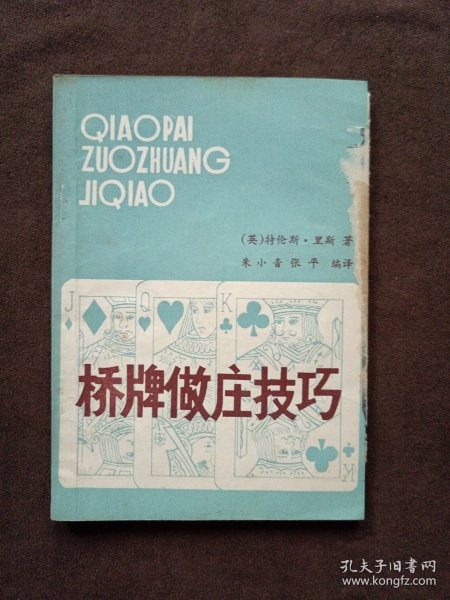 QIAOPAI
ZUOZHUANG
JIQIAO
(英)特伦斯·里斯 著
朱小音 张平 编译
J Q K
桥牌做庄技巧
K
孔夫子旧书网
www.kongfz.com